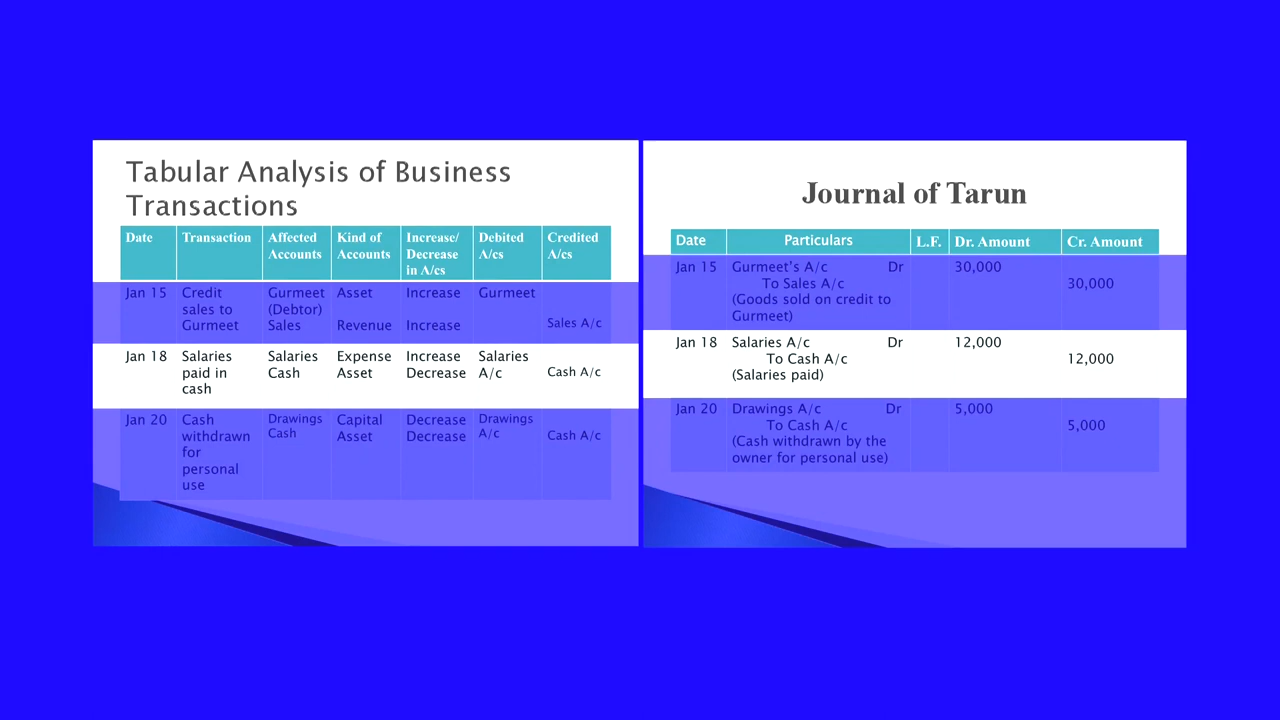 Tabular Analysis of Business
Transactions
Date Transaction Affected Accounts Kind of Accounts Increase/ Decrease in A/cs Debited A/cs Credited A/cs
Jan 15 Credit Gurmeet Asset Increase Gurmeet
sales to (Debtor)
Gurmeet Sales Revenue Increase Sales A/c
Jan 18 Salaries Salaries Expense Increase Salaries
paid in Cash Asset Decrease A/c Cash A/c
cash
Jan 20 Cash Drawings Capital Decrease Drawings
withdrawn Cash Asset Decrease A/c Cash A/c
for
personal
use
Journal of Tarun
Date Particulars L.F. Dr. Amount Cr. Amount
Jan 15 Gurmeet’s A/c Dr 30,000
To Sales A/c 30,000
(Goods sold on credit to
Gurmeet)
Jan 18 Salaries A/c Dr 12,000
To Cash A/c 12,000
(Salaries paid)
Jan 20 Drawings A/c Dr 5,000
To Cash A/c 5,000
(Cash withdrawn by the
owner for personal use)